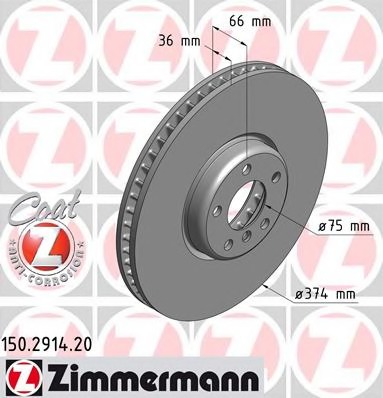 66 mm
36 mm
ø75 mm
ø374 mm
Coat
Z
ANTI-CORROSION
150.2914.20
Z Zimmermann